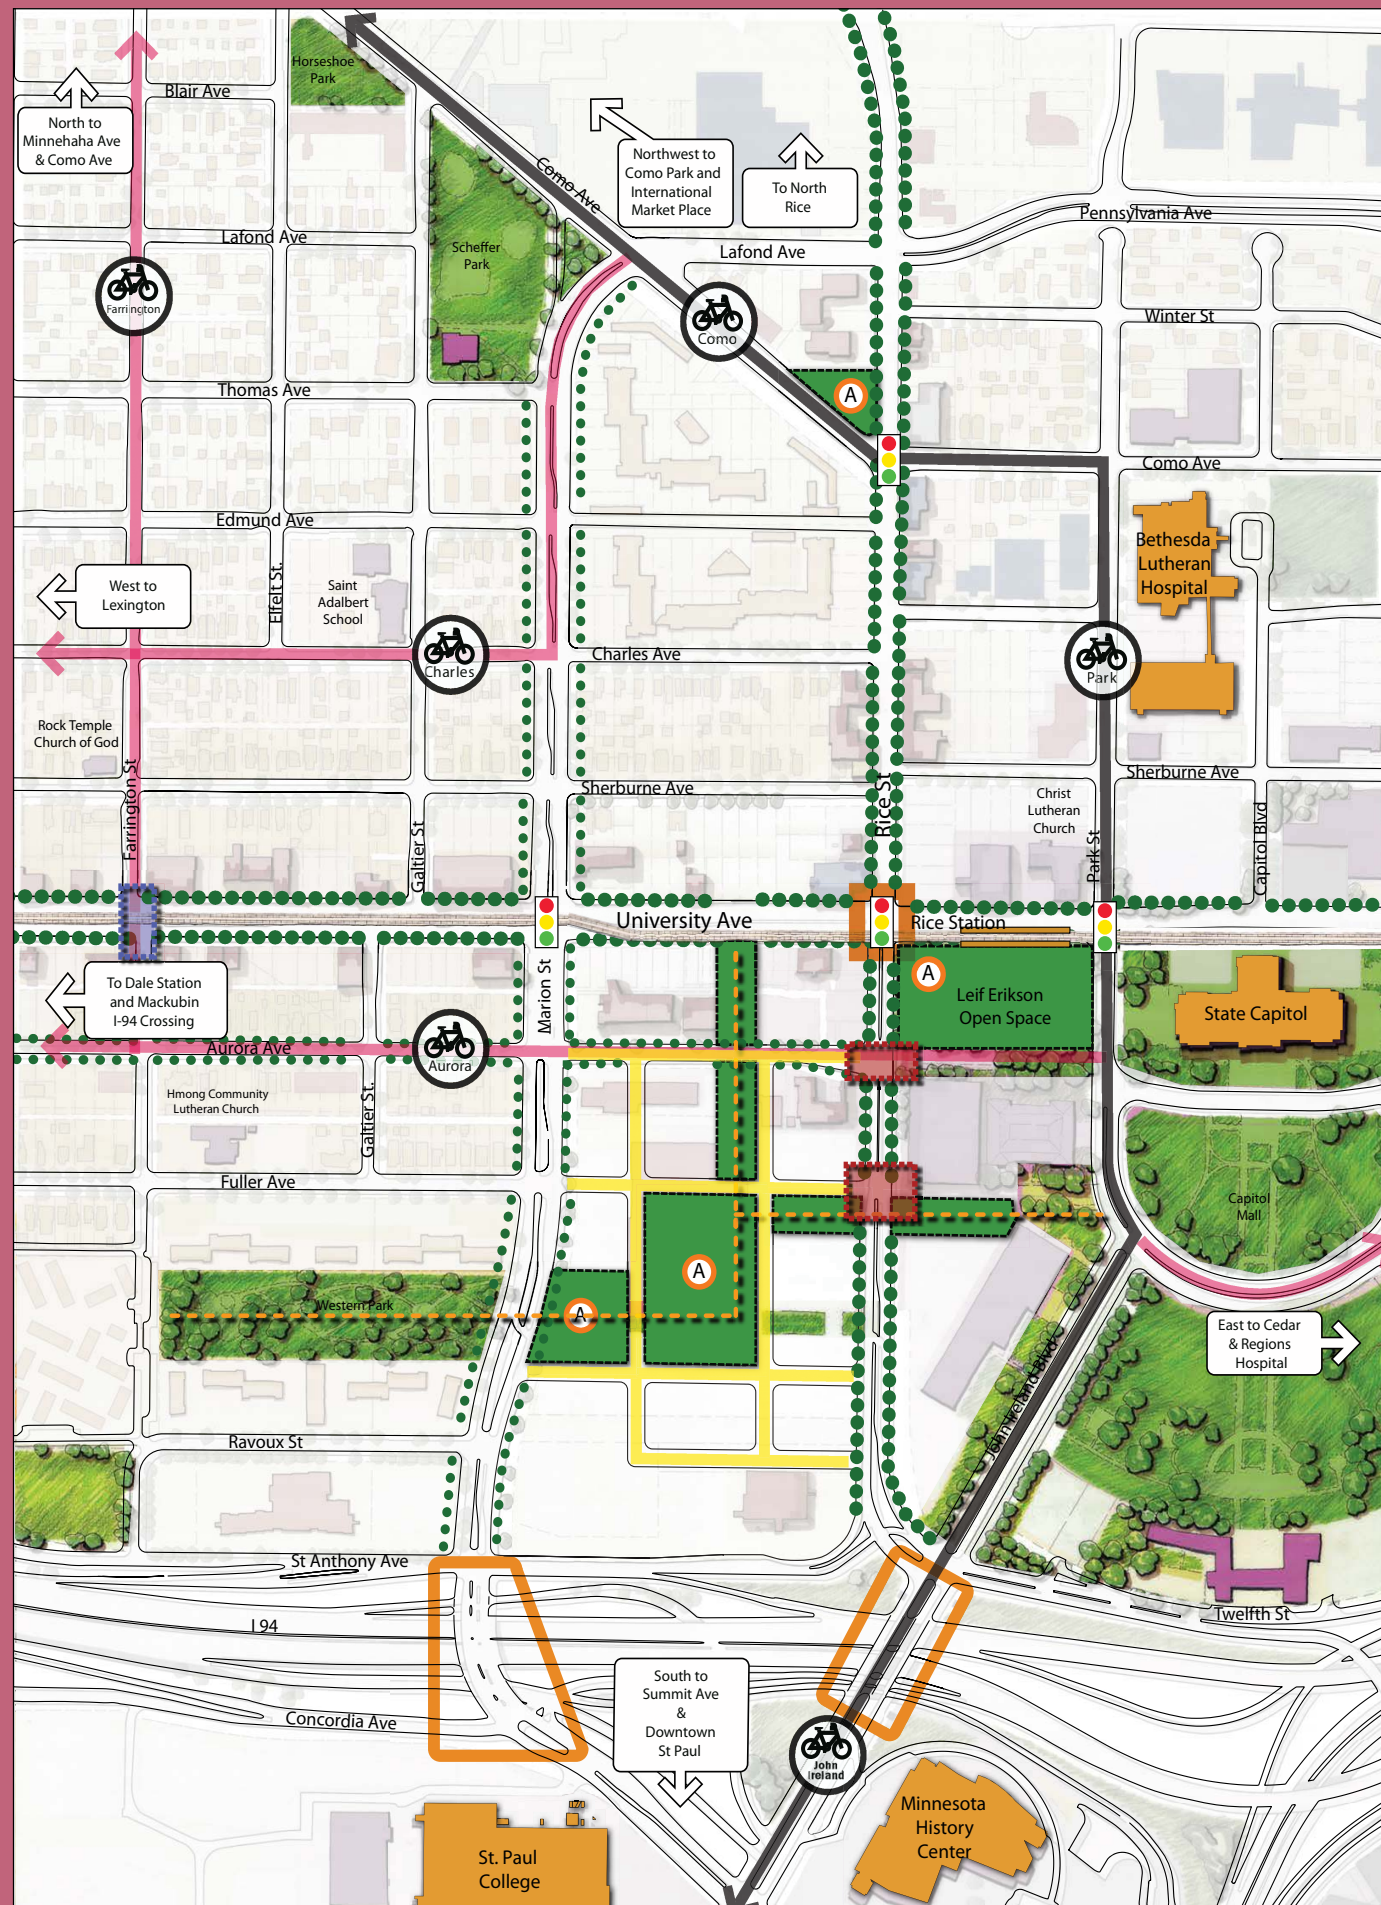 Horseshoe
Park
Blair Ave
North to
Minnehaha Ave
& Como Ave
Como Ave
Northwest to
Como Park and
International
Market Place
To North
Rice
Pennsylvania Ave
Lafond Ave
Scheffer
Park
Lafond Ave
Farrington
Como
Winter St
Thomas Ave
A
Como Ave
Edmund Ave
Bethesda
Lutheran
Hospital
West to
Lexington
Elfelt St.
Saint
Adalbert
School
Charles
Charles Ave
Park
Rock Temple
Church of God
Farrington St
Sherburne Ave
Rice St
Sherburne Ave
Christ
Lutheran
Church
Galtier St
Park St
Capitol Blvd
University Ave
Rice Station
To Dale Station
and Mackubin
I-94 Crossing
Marion St
A
Leif Erikson
Open Space
State Capitol
Aurora Ave
Aurora
Hmong Community
Lutheran Church
Galtier St.
Fuller Ave
Capitol
Mall
A
Western Park
A
East to Cedar
& Regions
Hospital
John Ireland Blvd
Ravoux St
St Anthony Ave
Twelfth St
I 94
South to
Summit Ave
&
Downtown
St Paul
Concordia Ave
John
Ireland
Minnesota
History
Center
St. Paul
College